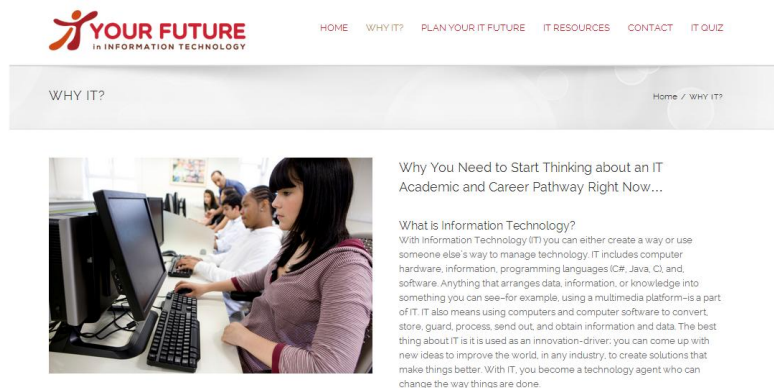 YOUR FUTURE
in INFORMATION TECHNOLOGY
HOME WHY IT? PLAN YOUR IT FUTURE IT RESOURCES CONTACT IT QUIZ
WHY IT?
Home / WHY IT?
Why You Need to Start Thinking about an IT
Academic and Career Pathway Right Now...
What is Information Technology?
With Information Technology (IT) you can either create a way or use
someone else's way to manage technology. IT includes computer
hardware, information, programming languages (C#, Java, C), and,
software. Anything that arranges data, information, or knowledge into
something you can see–for example, using a multimedia platform–is a part
of IT. IT also means using computers and computer software to convert,
store, guard, process, send out, and obtain information and data. The best
thing about IT is it is used as an innovation-driver; you can come up with
new ideas to improve the world, in any industry, to create solutions that
make things better. With IT, you become a technology agent who can
change the way things are done.